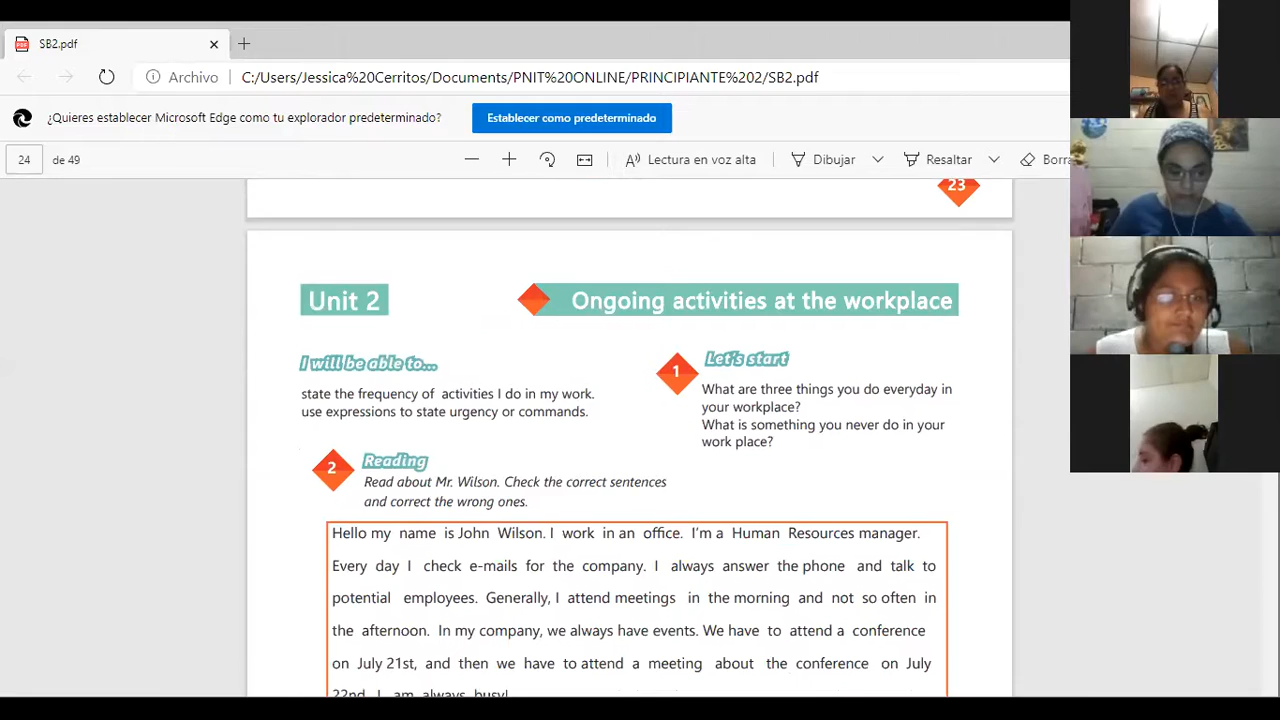 SB2.pdf
Archivo C:/Users/Jessica%20Cerritos/Documents/PNIT%20ONLINE/PRINCIPIANTE%202/SB2.pdf
¿Quieres establecer Microsoft Edge como tu explorador predeterminado? Establecer como predeterminado
24 de 49 Lectura en voz alta Dibujar Resaltar Borra
23
Unit 2 Ongoing activities at the workplace
I will be able to...
state the frequency of activities I do in my work.
use expressions to state urgency or commands.
1 Let's start
What are three things you do everyday in
your workplace?
What is something you never do in your
work place?
2 Reading
Read about Mr. Wilson. Check the correct sentences
and correct the wrong ones.
Hello my name is John Wilson. I work in an office. I'm a Human Resources manager.
Every day I check e-mails for the company. I always answer the phone and talk to
potential employees. Generally, I attend meetings in the morning and not so often in
the afternoon. In my company, we always have events. We have to attend a conference
on July 21st, and then we have to attend a meeting about the conference on July
22nd. I am always busy!